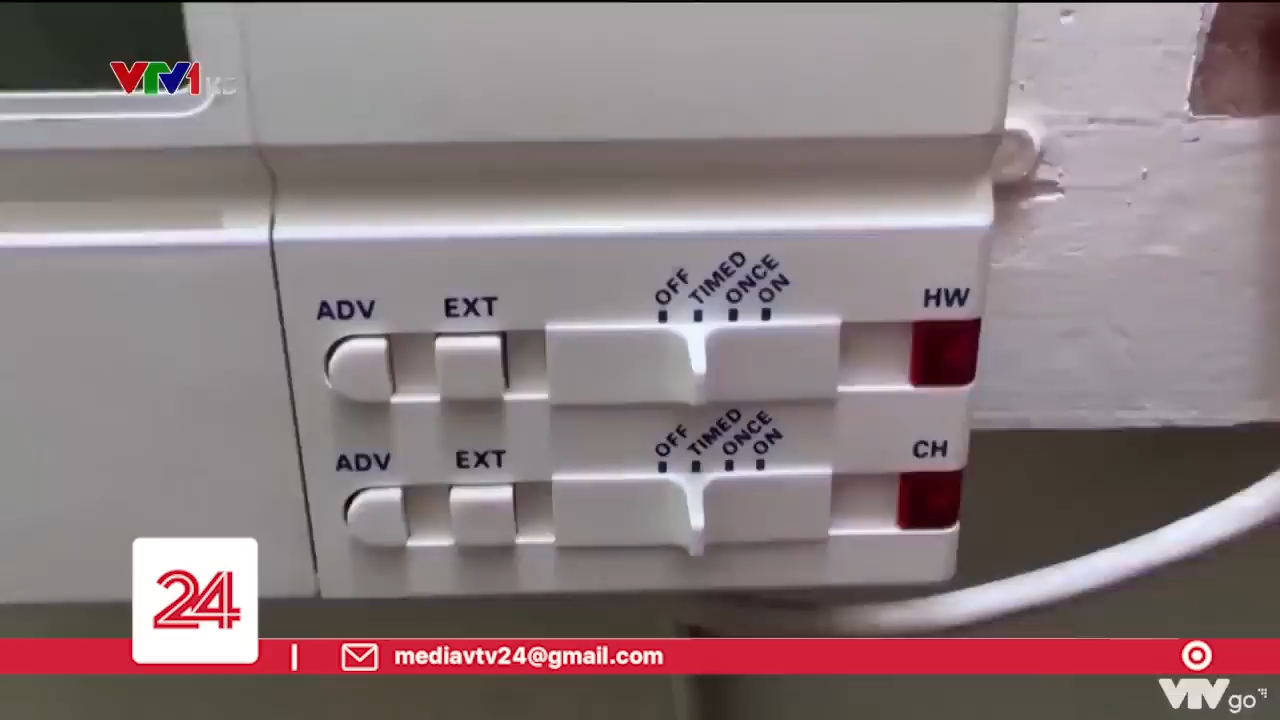 VTV1
ADV EXT OFF TIMED ONCE ON HW
ADV EXT OFF TIMED ONCE ON CH
24
mediavtv24@gmail.com
VTVgo